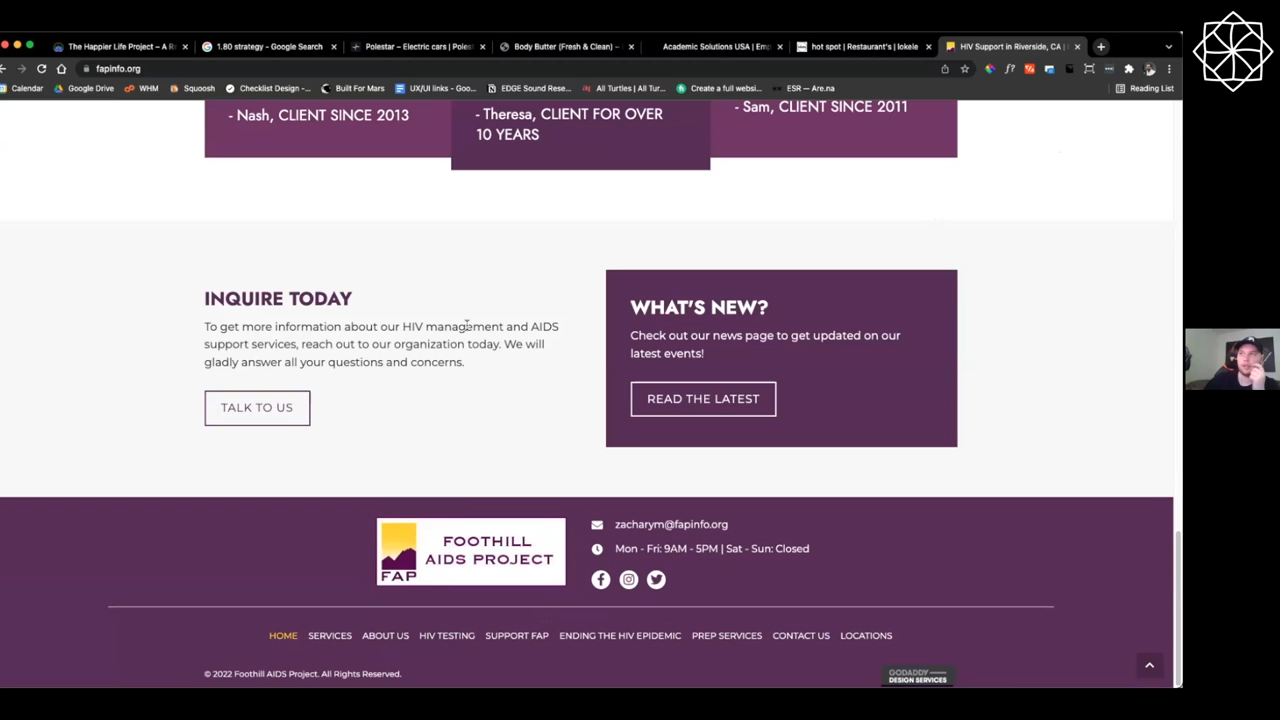 The Happier Life Project – A R
1.80 strategy - Google Search
Polestar – Electric cars | Poles
Body Butter (Fresh & Clean) –
Academic Solutions USA | Emp
hot spot | Restaurant's | lokele
HIV Support in Riverside, CA |
fapinfo.org
Calendar
Google Drive
WHM
Squoosh
Checklist Design -...
Built For Mars
UX/UI links - Goo...
EDGE Sound Rese...
All Turtles | All Tur...
Create a full websi...
ESR — Are.na
Reading List
- Nash, CLIENT SINCE 2013
- Theresa, CLIENT FOR OVER
10 YEARS
- Sam, CLIENT SINCE 2011
INQUIRE TODAY
To get more information about our HIV management and AIDS
support services, reach out to our organization today. We will
gladly answer all your questions and concerns.
TALK TO US
WHAT'S NEW?
Check out our news page to get updated on our
latest events!
READ THE LATEST
FOOTHILL
AIDS PROJECT
FAP
zacharym@fapinfo.org
Mon - Fri: 9AM - 5PM | Sat - Sun: Closed
HOME SERVICES ABOUT US HIV TESTING SUPPORT FAP ENDING THE HIV EPIDEMIC PREP SERVICES CONTACT US LOCATIONS
© 2022 Foothill AIDS Project. All Rights Reserved.
GODADDY
DESIGN SERVICES